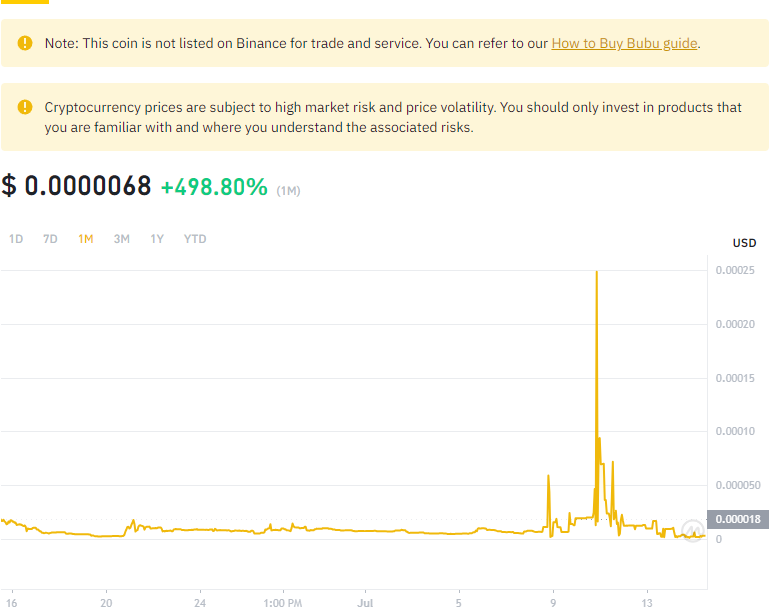 Note: This coin is not listed on Binance for trade and service. You can refer to our How to Buy Bubu guide.
Cryptocurrency prices are subject to high market risk and price volatility. You should only invest in products that
you are familiar with and where you understand the associated risks.
$ 0.0000068 +498.80% (1M)
1D 7D 1M 3M 1Y YTD
USD
0.00025
0.00020
0.00015
0.00010
0.000050
0.000018
0
16 20 24 1:00 PM Jul 5 9 13